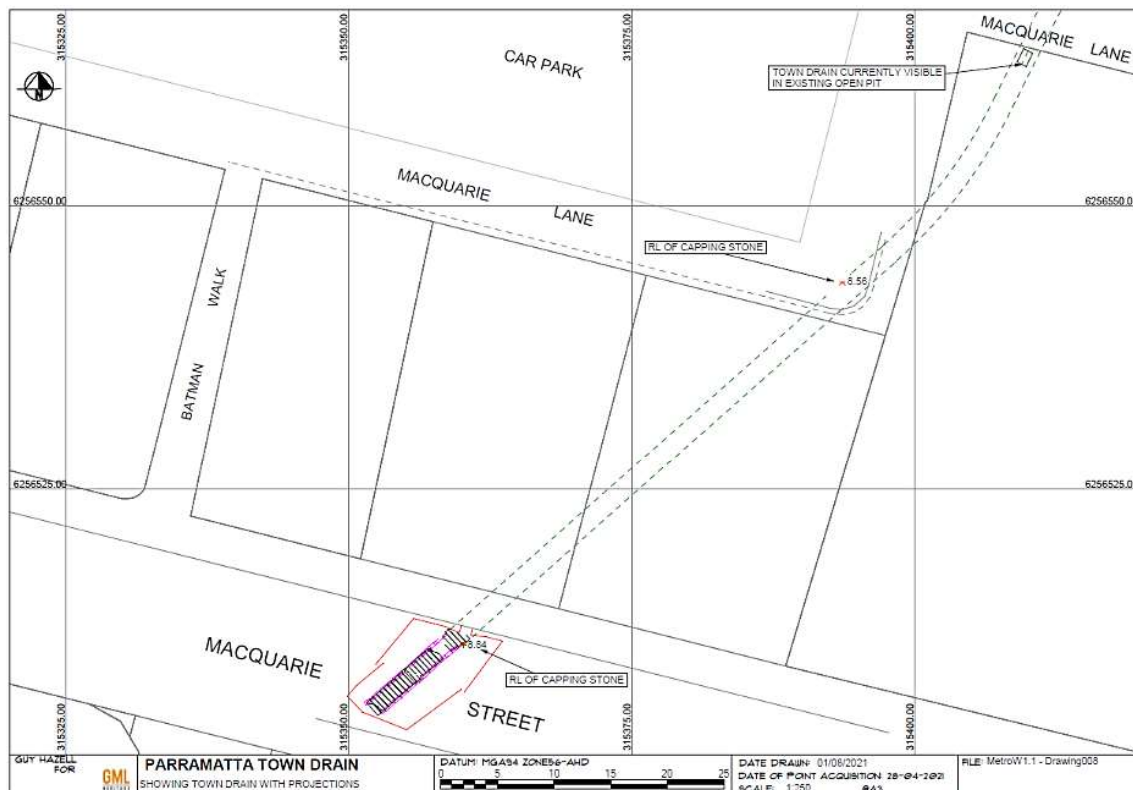 315325.00
315350.00
315375.00
315400.00
MACQUARIE LANE
CAR PARK
TOWN DRAIN CURRENTLY VISIBLE
IN EXISTING OPEN PIT
N
MACQUARIE
LANE
6256550.00
6256550.00
RL OF CAPPING STONE
8.56
WALK
BATMAN
6256525.00
6256525.00
8.84
MACQUARIE
RL OF CAPPING STONE
STREET
315325.00
315350.00
315375.00
315400.00
GUY HAZELL
FOR
GML
HERITAGE
PARRAMATTA TOWN DRAIN
SHOWING TOWN DRAIN WITH PROJECTIONS
DATUM: MGA94 ZONE56-AHD
0 5 10 15 20 25
DATE DRAWN: 01/06/2021
DATE OF POINT ACQUISITION 28-04-2021
SCALE: 1:250 @A3
FILE: MetroW1.1 - Drawing008